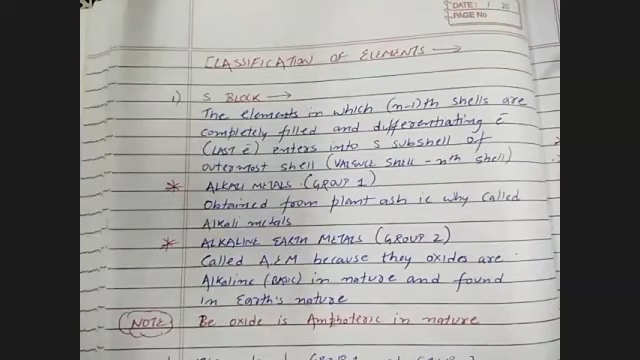 DATE: / 20
PAGE No
CLASSIFICATION OF ELEMENTS →
1) S BLOCK →
The elements in which (n-1)th shells are
completely filled and differentiating e̅
(LAST e̅) enters into s subshell of
outermost shell (VALENCE SHELL - nth shell)
* ALKALI METALS (GROUP 1)
Obtained from plant ash ie why called
Alkali metals
* ALKALINE EARTH METALS (GROUP 2)
Called AEM because they oxides are
Alkaline (BASIC) in nature and found
in Earth's nature
NOTE Be oxide is Amphoteric in nature